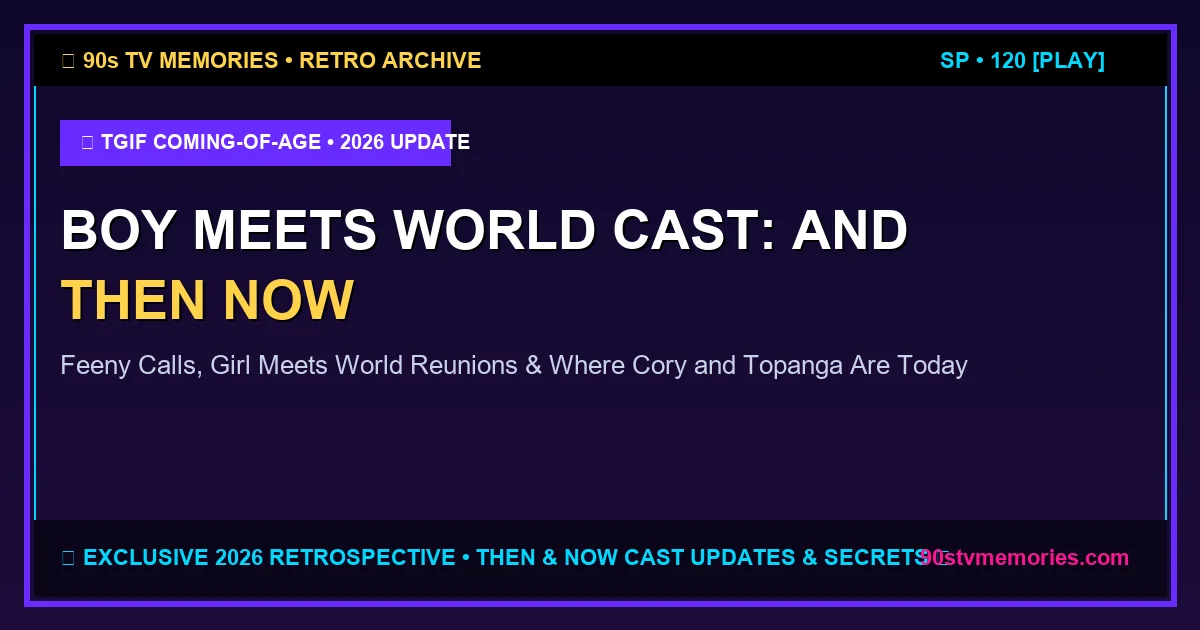 90s TV MEMORIES • RETRO ARCHIVE
SP • 120 [PLAY]
TGIF COMING-OF-AGE • 2026 UPDATE
BOY MEETS WORLD CAST: AND
THEN NOW
Feeny Calls, Girl Meets World Reunions & Where Cory and Topanga Are Today
EXCLUSIVE 2026 RETROSPECTIVE • THEN & NOW CAST UPDATES & SECRETS
90stvmemories.com